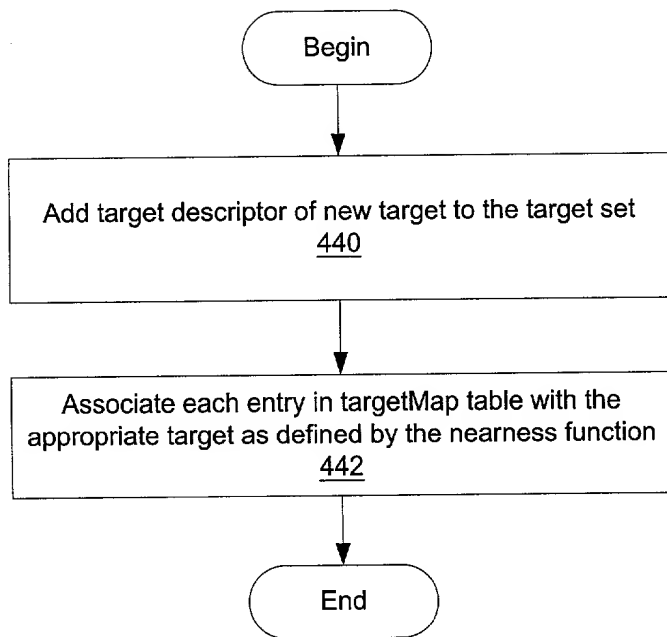 Begin
Add target descriptor of new target to the target set
440
Associate each entry in targetMap table with the
appropriate target as defined by the nearness function
442
End